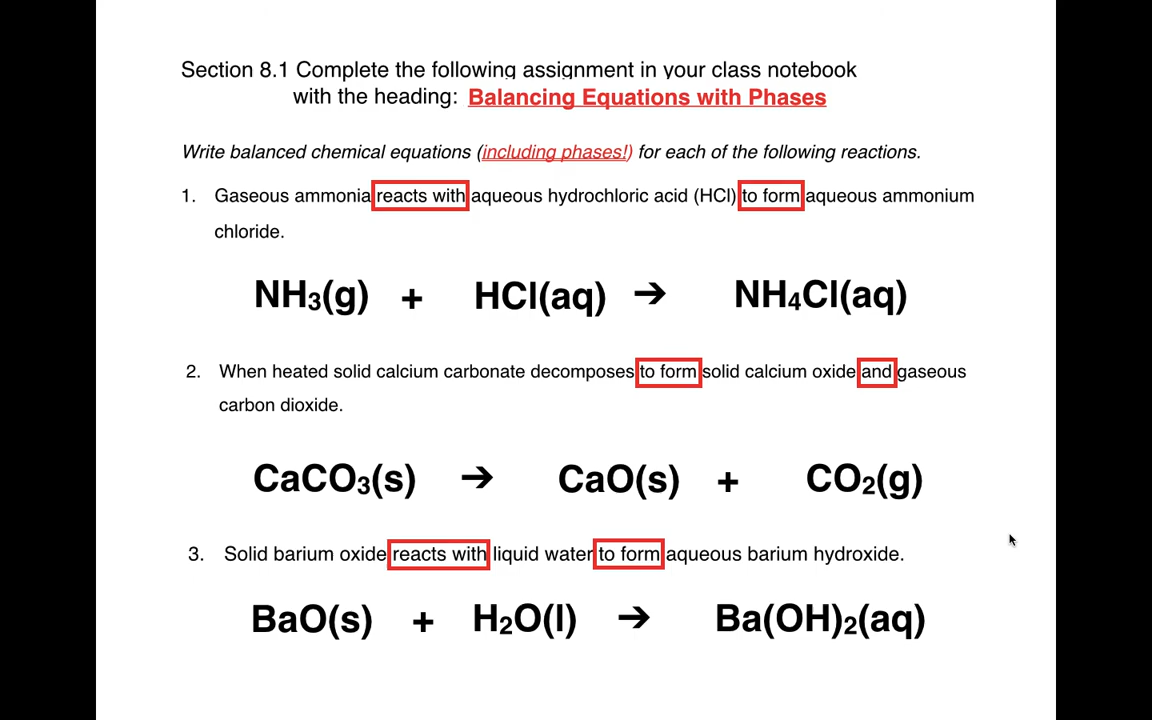 Section 8.1 Complete the following assignment in your class notebook
with the heading: Balancing Equations with Phases
Write balanced chemical equations (including phases!) for each of the following reactions.
1. Gaseous ammonia reacts with aqueous hydrochloric acid (HCl) to form aqueous ammonium
chloride.
NH₃(g) + HCl(aq) → NH₄Cl(aq)
2. When heated solid calcium carbonate decomposes to form solid calcium oxide and gaseous
carbon dioxide.
CaCO₃(s) → CaO(s) + CO₂(g)
3. Solid barium oxide reacts with liquid water to form aqueous barium hydroxide.
BaO(s) + H₂O(l) → Ba(OH)₂(aq)